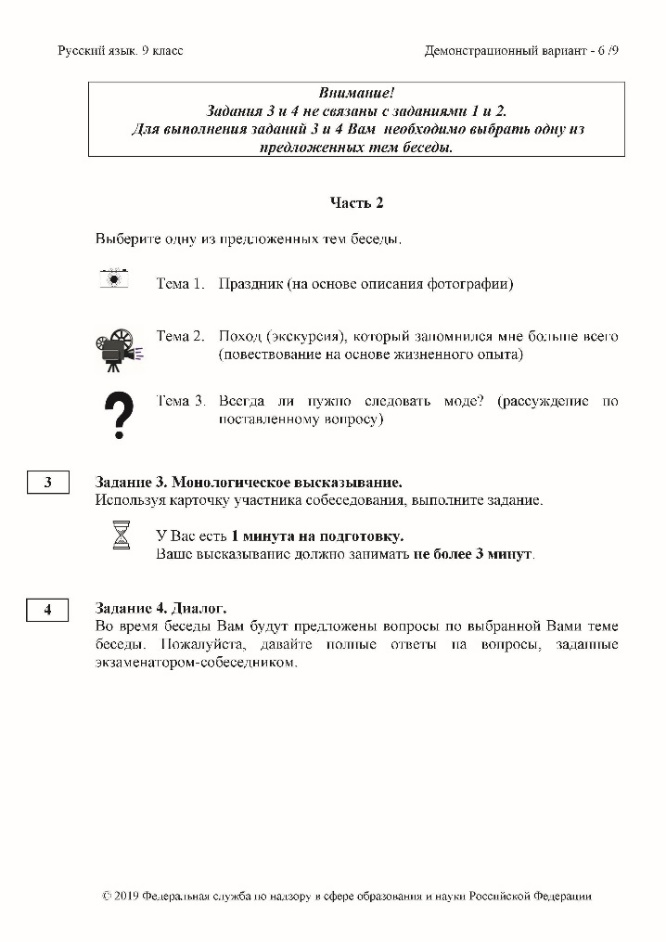 Русский язык. 9 класс
Демонстрационный вариант - 6 /9
Внимание!
Задания 3 и 4 не связаны с заданиями 1 и 2.
Для выполнения заданий 3 и 4 Вам необходимо выбрать одну из
предложенных тем беседы.
Часть 2
Выберите одну из предложенных тем беседы.
Тема 1. Праздник (на основе описания фотографии)
Тема 2. Поход (экскурсия), который запомнился мне больше всего
(повествование на основе жизненного опыта)
Тема 3. Всегда ли нужно следовать моде? (рассуждение по
поставленному вопросу)
3
Задание 3. Монологическое высказывание.
Используя карточку участника собеседования, выполните задание.
У Вас есть 1 минута на подготовку.
Ваше высказывание должно занимать не более 3 минут.
4
Задание 4. Диалог.
Во время беседы Вам будут предложены вопросы по выбранной Вами теме
беседы. Пожалуйста, давайте полные ответы на вопросы, заданные
экзаменатором-собеседником.
© 2019 Федеральная служба по надзору в сфере образования и науки Российской Федерации